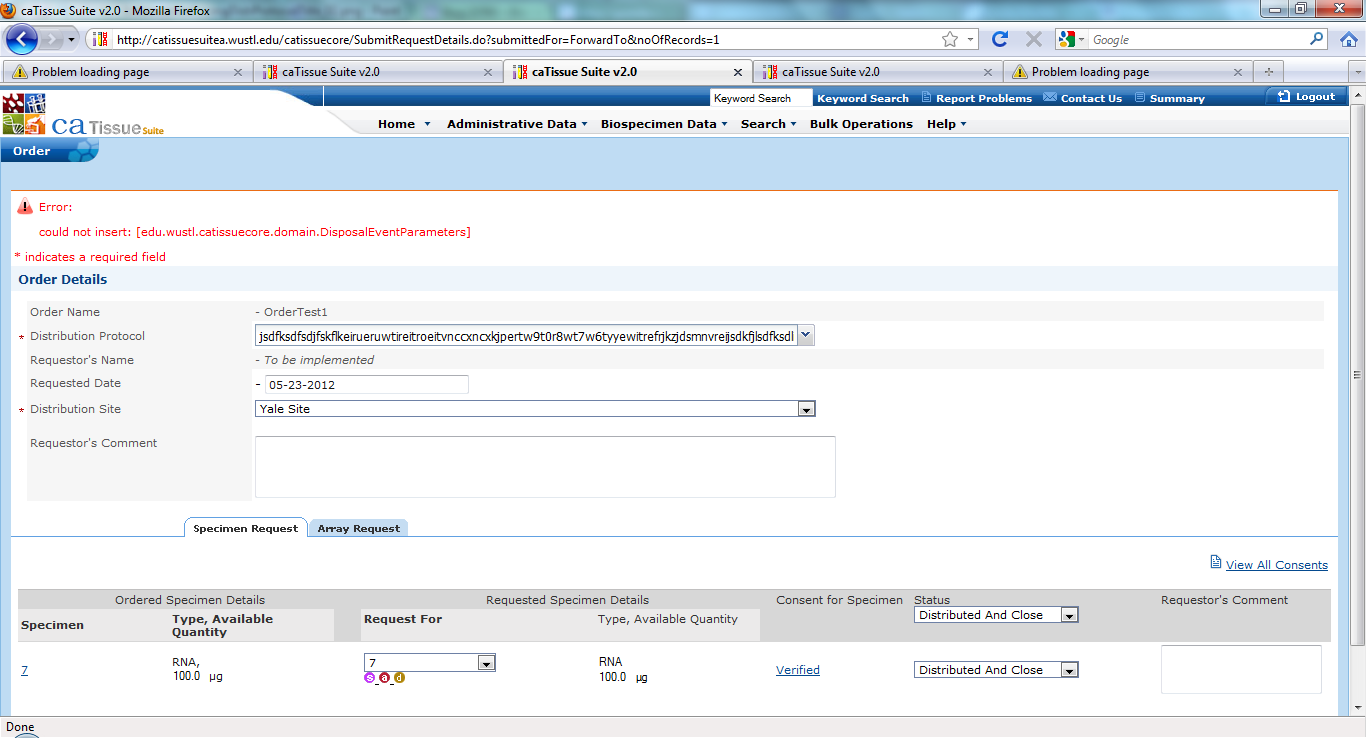 caTissue Suite v2.0 - Mozilla Firefox
http://catissuesuitea.wustl.edu/catissuecore/SubmitRequestDetails.do?submittedFor=ForwardTo&noOfRecords=1
Google
Problem loading page
caTissue Suite v2.0
caTissue Suite v2.0
caTissue Suite v2.0
Problem loading page
Keyword Search
Keyword Search
Report Problems
Contact Us
Summary
Logout
ca Tissue Suite
Home
Administrative Data
Biospecimen Data
Search
Bulk Operations
Help
Order
Error:
could not insert: [edu.wustl.catissuecore.domain.DisposalEventParameters]
* indicates a required field
Order Details
Order Name - OrderTest1
* Distribution Protocol
Requestor's Name - To be implemented
Requested Date - 05-23-2012
* Distribution Site Yale Site
Requestor's Comment
Specimen Request Array Request
View All Consents
Ordered Specimen Details Requested Specimen Details Consent for Specimen Status Requestor's Comment
Distributed And Close
Specimen Type, Available Quantity Request For Type, Available Quantity
7 RNA, 100.0 µg 7 RNA 100.0 µg Verified Distributed And Close
s a d
Done